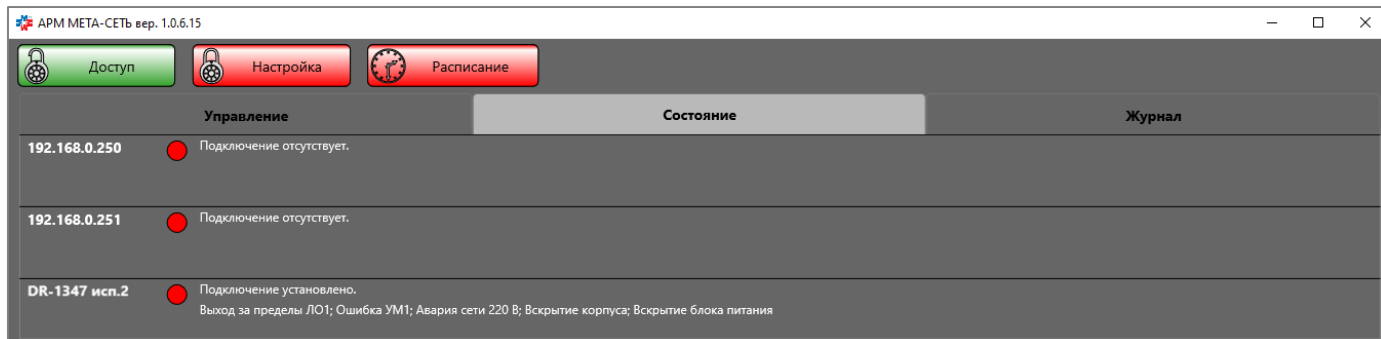 АРМ МЕТА-СЕТЬ вер. 1.0.6.15
Доступ Настройка Расписание
Управление Состояние Журнал
192.168.0.250 Подключение отсутствует.
192.168.0.251 Подключение отсутствует.
DR-1347 исп.2 Подключение установлено.
Выход за пределы ЛО1; Ошибка УМ1; Авария сети 220 В; Вскрытие корпуса; Вскрытие блока питания